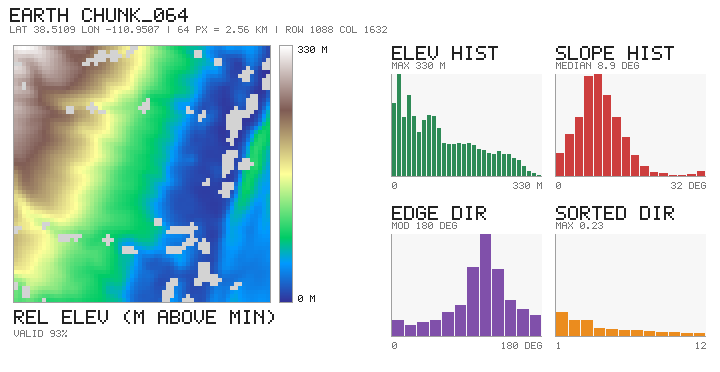 EARTH CHUNK_064
LAT 38.5109 LON -110.9507 | 64 PX = 2.56 KM | ROW 1088 COL 1632
330 M
0 M
REL ELEV (M ABOVE MIN)
VALID 93%
ELEV HIST
MAX 330 M
0 330 M
SLOPE HIST
MEDIAN 8.9 DEG
0 32 DEG
EDGE DIR
MOD 180 DEG
0 180 DEG
SORTED DIR
MAX 0.23
1 12